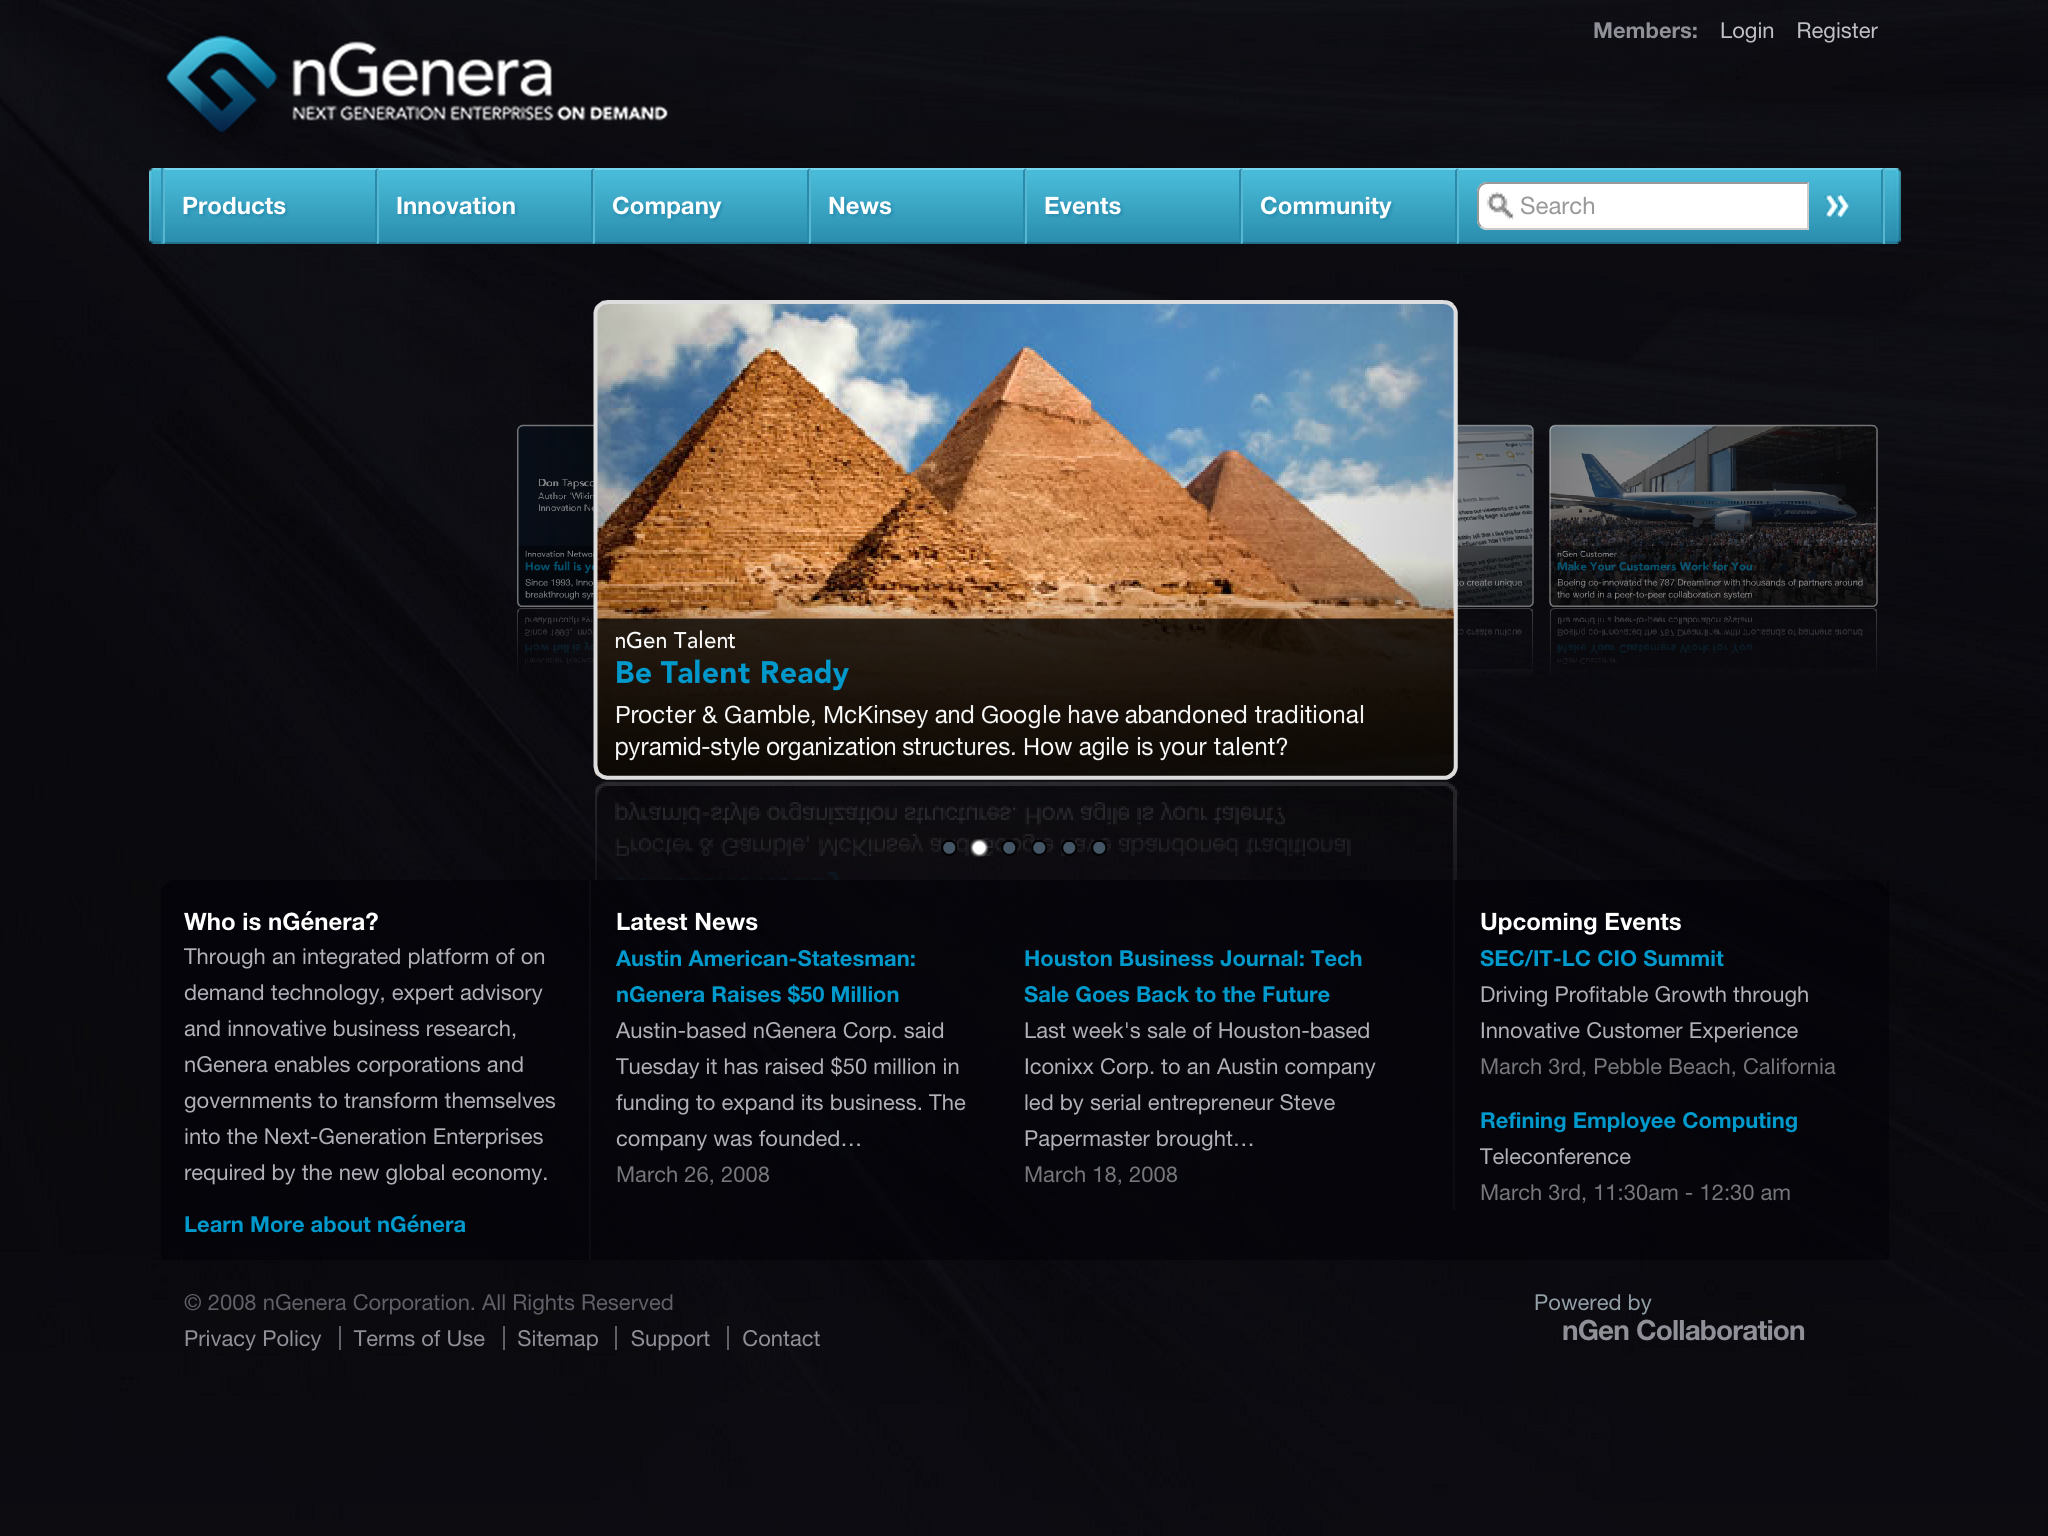 Members: Login Register
nGenera
NEXT GENERATION ENTERPRISES ON DEMAND
Products Innovation Company News Events Community Search
Don Tapsc
Author 'Wiki
Innovation N
Innovation Netwo
How full is y
Since 1993, Inno
breakthrough sy
nGen Talent
Be Talent Ready
Procter & Gamble, McKinsey and Google have abandoned traditional
pyramid-style organization structures. How agile is your talent?
to create unique
nGen Customer
Make Your Customers Work for You
Boeing co-innovated the 787 Dreamliner with thousands of partners around
the world in a peer-to-peer collaboration system
Who is nGénera?
Through an integrated platform of on
demand technology, expert advisory
and innovative business research,
nGenera enables corporations and
governments to transform themselves
into the Next-Generation Enterprises
required by the new global economy.
Learn More about nGénera
Latest News
Austin American-Statesman:
nGenera Raises $50 Million
Austin-based nGenera Corp. said
Tuesday it has raised $50 million in
funding to expand its business. The
company was founded…
March 26, 2008
Houston Business Journal: Tech
Sale Goes Back to the Future
Last week's sale of Houston-based
Iconixx Corp. to an Austin company
led by serial entrepreneur Steve
Papermaster brought…
March 18, 2008
Upcoming Events
SEC/IT-LC CIO Summit
Driving Profitable Growth through
Innovative Customer Experience
March 3rd, Pebble Beach, California
Refining Employee Computing
Teleconference
March 3rd, 11:30am - 12:30 am
© 2008 nGenera Corporation. All Rights Reserved
Privacy Policy | Terms of Use | Sitemap | Support | Contact
Powered by
nGen Collaboration